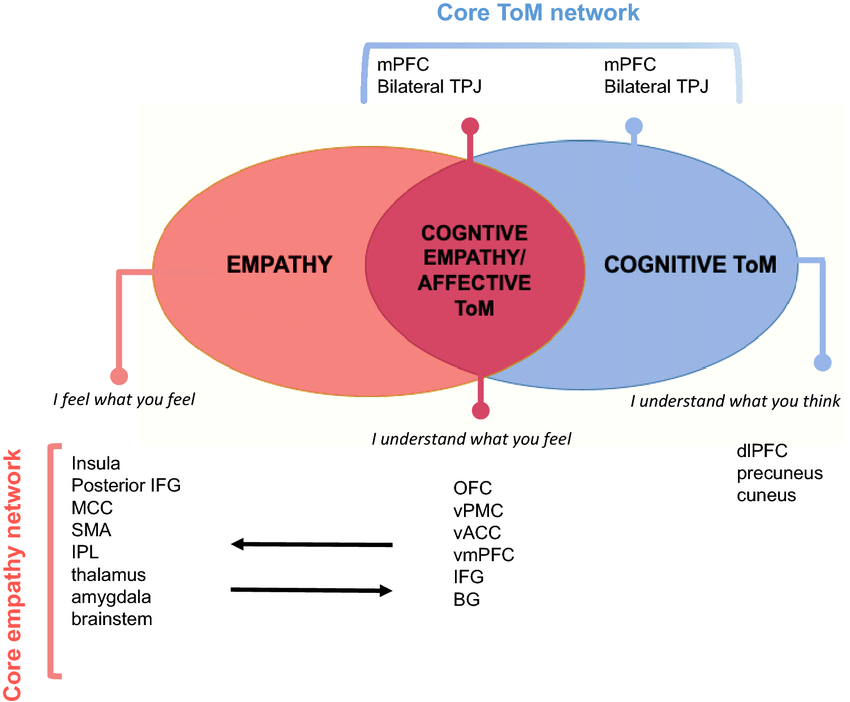 Core ToM network
mPFC
Bilateral TPJ
mPFC
Bilateral TPJ
EMPATHY
COGNTIVE
EMPATHY/
AFFECTIVE
ToM
COGNITIVE ToM
I feel what you feel
I understand what you feel
I understand what you think
Core empathy network
Insula
Posterior IFG
MCC
SMA
IPL
thalamus
amygdala
brainstem
OFC
vPMC
vACC
vmPFC
IFG
BG
dlPFC
precuneus
cuneus